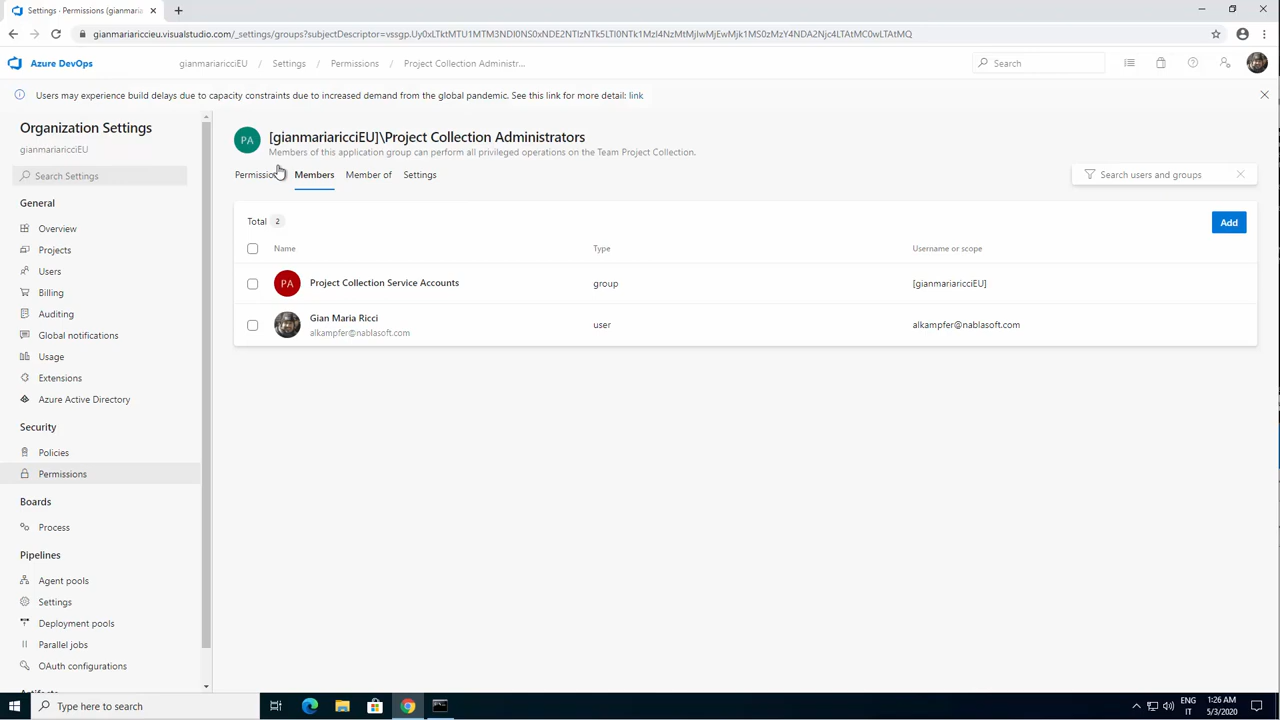 Settings - Permissions (gianmaria
gianmariariccieu.visualstudio.com/_settings/groups?subjectDescriptor=vssgp.Uy0xLTktMTU1MTM3NDI0NS0xNDE2NTIzNTk5LTI0NTk1MzI4NzMtMjIwMjEwMjk1MS0zMzY4NDA2Njc4LTAtMC0wLTAtMQ
Azure DevOps
gianmariaricciEU
Settings
Permissions
Project Collection Administr...
Search
Users may experience build delays due to capacity constraints due to increased demand from the global pandemic. See this link for more detail: link
Organization Settings
gianmariaricciEU
Search Settings
General
Overview
Projects
Users
Billing
Auditing
Global notifications
Usage
Extensions
Azure Active Directory
Security
Policies
Permissions
Boards
Process
Pipelines
Agent pools
Settings
Deployment pools
Parallel jobs
OAuth configurations
PA
[gianmariaricciEU]\Project Collection Administrators
Members of this application group can perform all privileged operations on the Team Project Collection.
Permission Members Member of Settings
Search users and groups
Total 2
Add
Name Type Username or scope
PA Project Collection Service Accounts group [gianmariaricciEU]
Gian Maria Ricci
alkampfer@nablasoft.com
user alkampfer@nablasoft.com
Type here to search
ENG
IT
1:26 AM
5/3/2020